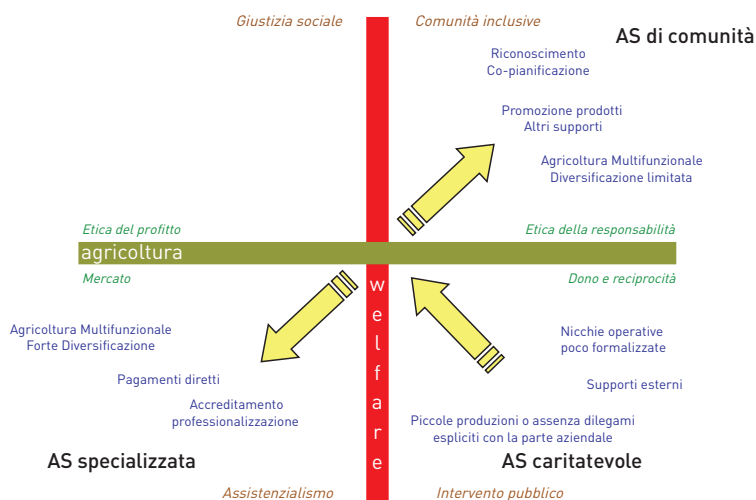 Giustizia sociale
Comunità inclusive
AS di comunità
Riconoscimento
Co-pianificazione
Promozione prodotti
Altri supporti
Agricoltura Multifunzionale
Diversificazione limitata
Etica del profitto
Etica della responsabilità
agricoltura
Mercato
Dono e reciprocità
welfare
Agricoltura Multifunzionale
Forte Diversificazione
Pagamenti diretti
Accreditamento
professionalizzazione
AS specializzata
Nicchie operative
poco formalizzate
Supporti esterni
Piccole produzioni o assenza dilegami
espliciti con la parte aziendale
AS caritatevole
Assistenzialismo
Intervento pubblico